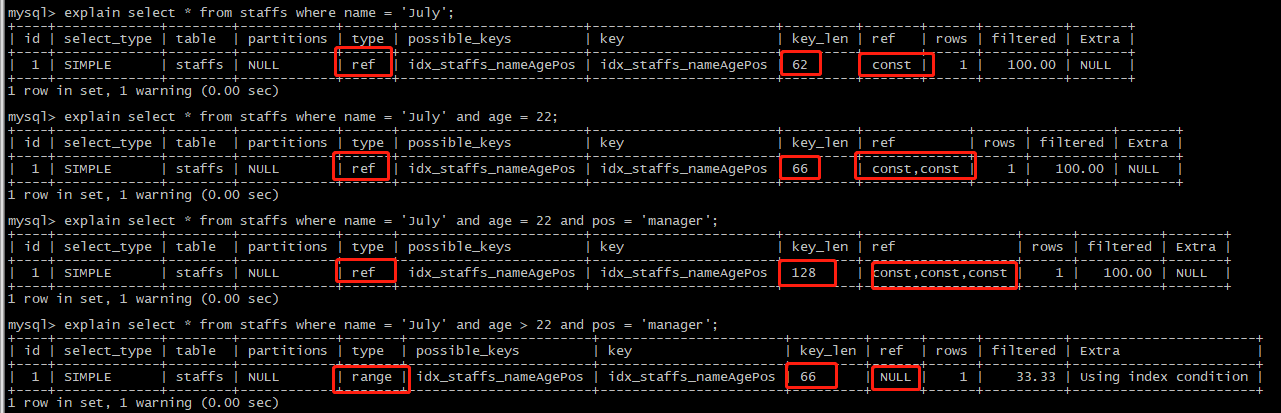 mysql> explain select * from staffs where name = 'July';
+----+-------------+--------+------------+------+-----------------------+-----------------------+---------+-------+------+----------+-------+
| id | select_type | table | partitions | type | possible_keys | key | key_len | ref | rows | filtered | Extra |
| 1 | SIMPLE | staffs | NULL | ref | idx_staffs_nameAgePos | idx_staffs_nameAgePos | 62 | const | 1 | 100.00 | NULL |
1 row in set, 1 warning (0.00 sec)
mysql> explain select * from staffs where name = 'July' and age = 22;
| id | select_type | table | partitions | type | possible_keys | key | key_len | ref | rows | filtered | Extra |
| 1 | SIMPLE | staffs | NULL | ref | idx_staffs_nameAgePos | idx_staffs_nameAgePos | 66 | const,const | 1 | 100.00 | NULL |
1 row in set, 1 warning (0.00 sec)
mysql> explain select * from staffs where name = 'July' and age = 22 and pos = 'manager';
| id | select_type | table | partitions | type | possible_keys | key | key_len | ref | rows | filtered | Extra |
| 1 | SIMPLE | staffs | NULL | ref | idx_staffs_nameAgePos | idx_staffs_nameAgePos | 128 | const,const,const | 1 | 100.00 | NULL |
1 row in set, 1 warning (0.00 sec)
mysql> explain select * from staffs where name = 'July' and age > 22 and pos = 'manager';
| id | select_type | table | partitions | type | possible_keys | key | key_len | ref | rows | filtered | Extra |
| 1 | SIMPLE | staffs | NULL | range | idx_staffs_nameAgePos | idx_staffs_nameAgePos | 66 | NULL | 1 | 33.33 | Using index condition |
1 row in set, 1 warning (0.00 sec)